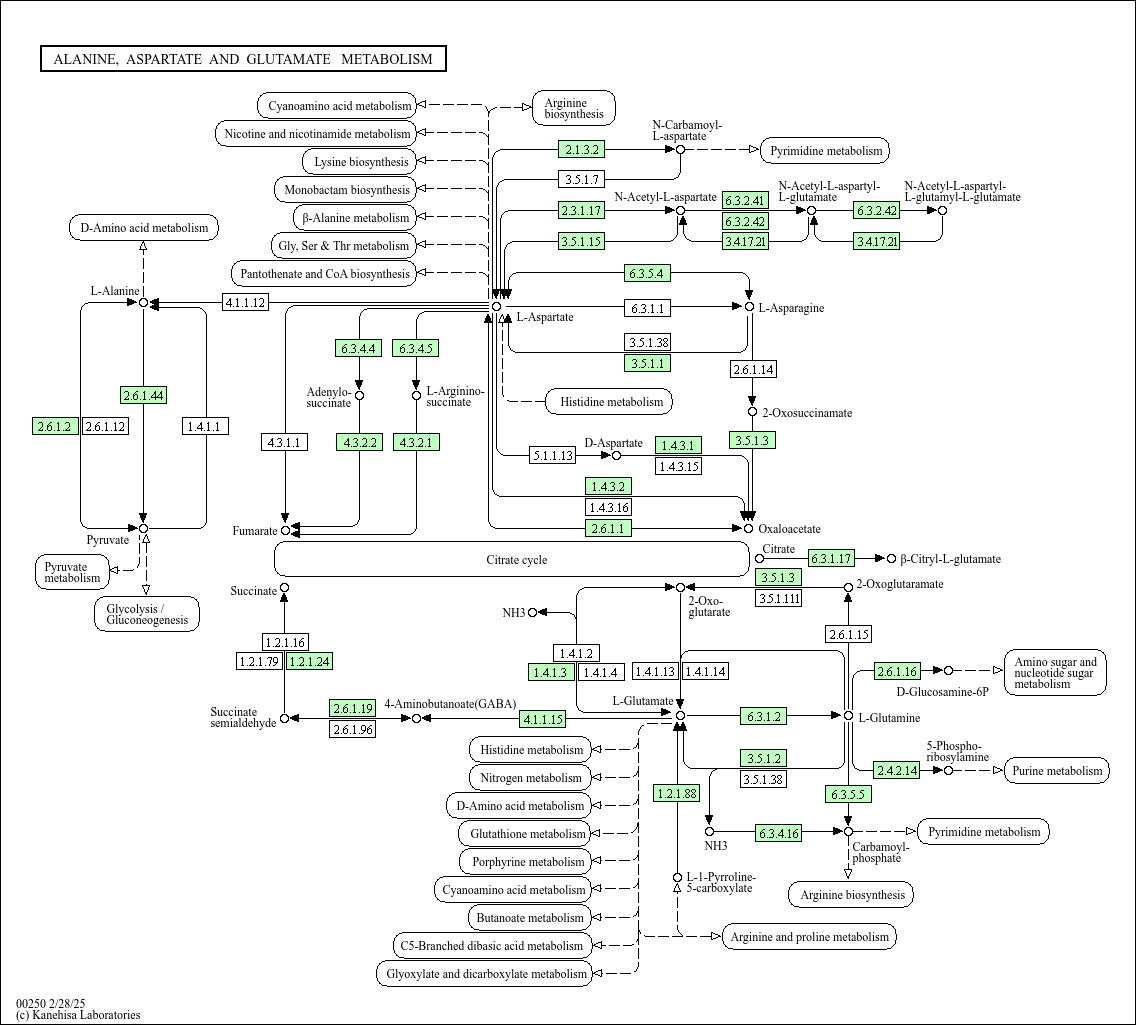 ALANINE, ASPARTATE AND GLUTAMATE METABOLISM
Cyanoamino acid metabolism
Arginine
biosynthesis
Nicotine and nicotinamide metabolism
N-Carbamoyl-
L-aspartate
2.1.3.2
Pyrimidine metabolism
Lysine biosynthesis
3.5.1.7
Monobactam biosynthesis
N-Acetyl-L-aspartate
6.3.2.41
N-Acetyl-L-aspartyl-
L-glutamate
N-Acetyl-L-aspartyl-
L-glutamyl-L-glutamate
β-Alanine metabolism
2.3.1.17
6.3.2.42
6.3.2.42
D-Amino acid metabolism
Gly, Ser & Thr metabolism
3.5.1.15
3.4.17.21
3.4.17.21
Pantothenate and CoA biosynthesis
6.3.5.4
L-Alanine
4.1.1.12
L-Aspartate
6.3.1.1
L-Asparagine
6.3.4.4
6.3.4.5
3.5.1.38
3.5.1.1
2.6.1.14
2.6.1.44
Adenylo-
succinate
L-Arginino-
succinate
Histidine metabolism
2-Oxosuccinamate
2.6.1.2
2.6.1.12
1.4.1.1
4.3.1.1
4.3.2.2
4.3.2.1
D-Aspartate
1.4.3.1
3.5.1.3
5.1.1.13
1.4.3.15
1.4.3.2
1.4.3.16
Pyruvate
Fumarate
2.6.1.1
Oxaloacetate
Citrate cycle
Citrate
6.3.1.17
β-Citryl-L-glutamate
Pyruvate
metabolism
Glycolysis /
Gluconeogenesis
Succinate
3.5.1.3
3.5.1.111
2-Oxoglutaramate
NH3
2-Oxo-
glutarate
1.2.1.16
1.2.1.79
1.2.1.24
1.4.1.2
1.4.1.3
1.4.1.4
1.4.1.13
1.4.1.14
2.6.1.15
2.6.1.16
Amino sugar and
nucleotide sugar
metabolism
D-Glucosamine-6P
Succinate
semialdehyde
2.6.1.19
2.6.1.96
4-Aminobutanoate(GABA)
4.1.1.15
L-Glutamate
6.3.1.2
L-Glutamine
Histidine metabolism
3.5.1.2
3.5.1.38
5-Phospho-
ribosylamine
Nitrogen metabolism
2.4.2.14
Purine metabolism
D-Amino acid metabolism
1.2.1.88
6.3.5.5
Glutathione metabolism
NH3
6.3.4.16
Carbamoyl-
phosphate
Pyrimidine metabolism
Porphyrine metabolism
Cyanoamino acid metabolism
L-1-Pyrroline-
5-carboxylate
Arginine biosynthesis
Butanoate metabolism
C5-Branched dibasic acid metabolism
Arginine and proline metabolism
Glyoxylate and dicarboxylate metabolism
00250 2/28/25
(c) Kanehisa Laboratories